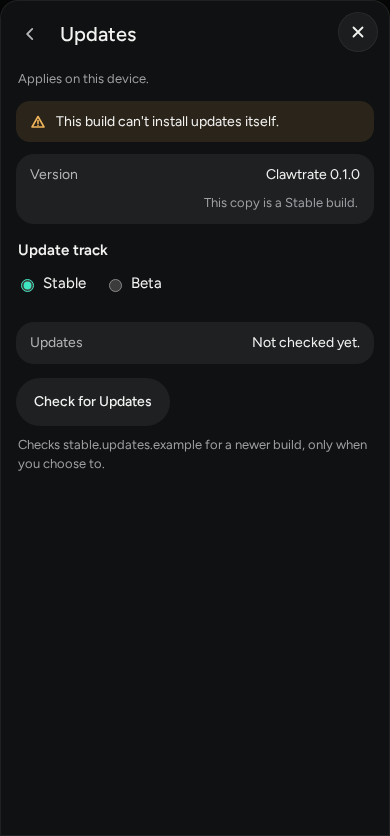 Updates
Applies on this device.
This build can't install updates itself.
Version Clawtrate 0.1.0
This copy is a Stable build.
Update track
Stable Beta
Updates Not checked yet.
Check for Updates
Checks stable.updates.example for a newer build, only when
you choose to.